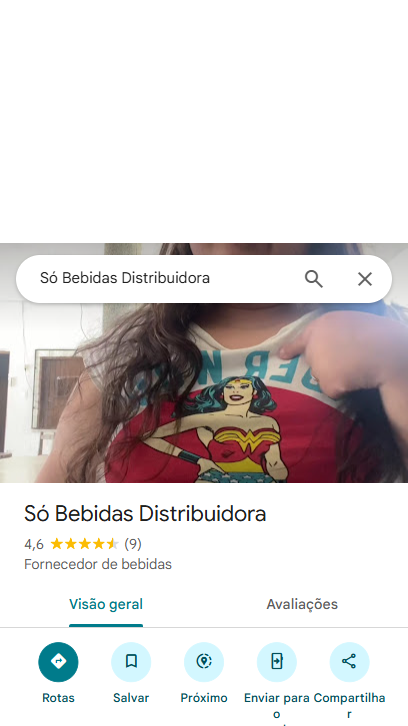 Só Bebidas Distribuidora
Só Bebidas Distribuidora
4,6 (9)
Fornecedor de bebidas
Visão geral
Avaliações
Rotas
Salvar
Próximo
Enviar para
o
Compartilha
r